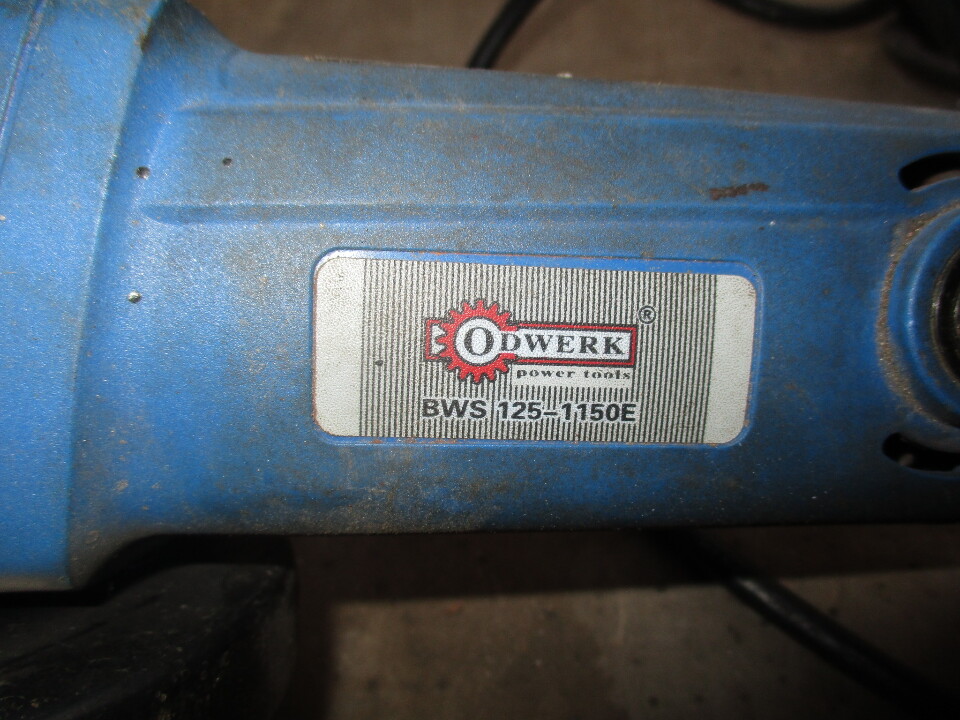 ODWERK®
power tools
BWS 125-1150E